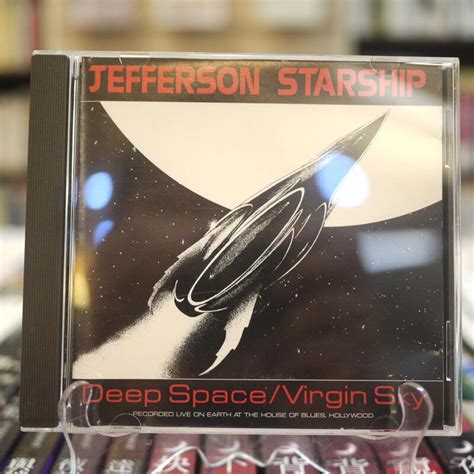 JEFFERSON STARSHIP
Deep Space/Virgin Sky
RECORDED LIVE ON EARTH AT THE HOUSE OF BLUES, HOLLYWOOD